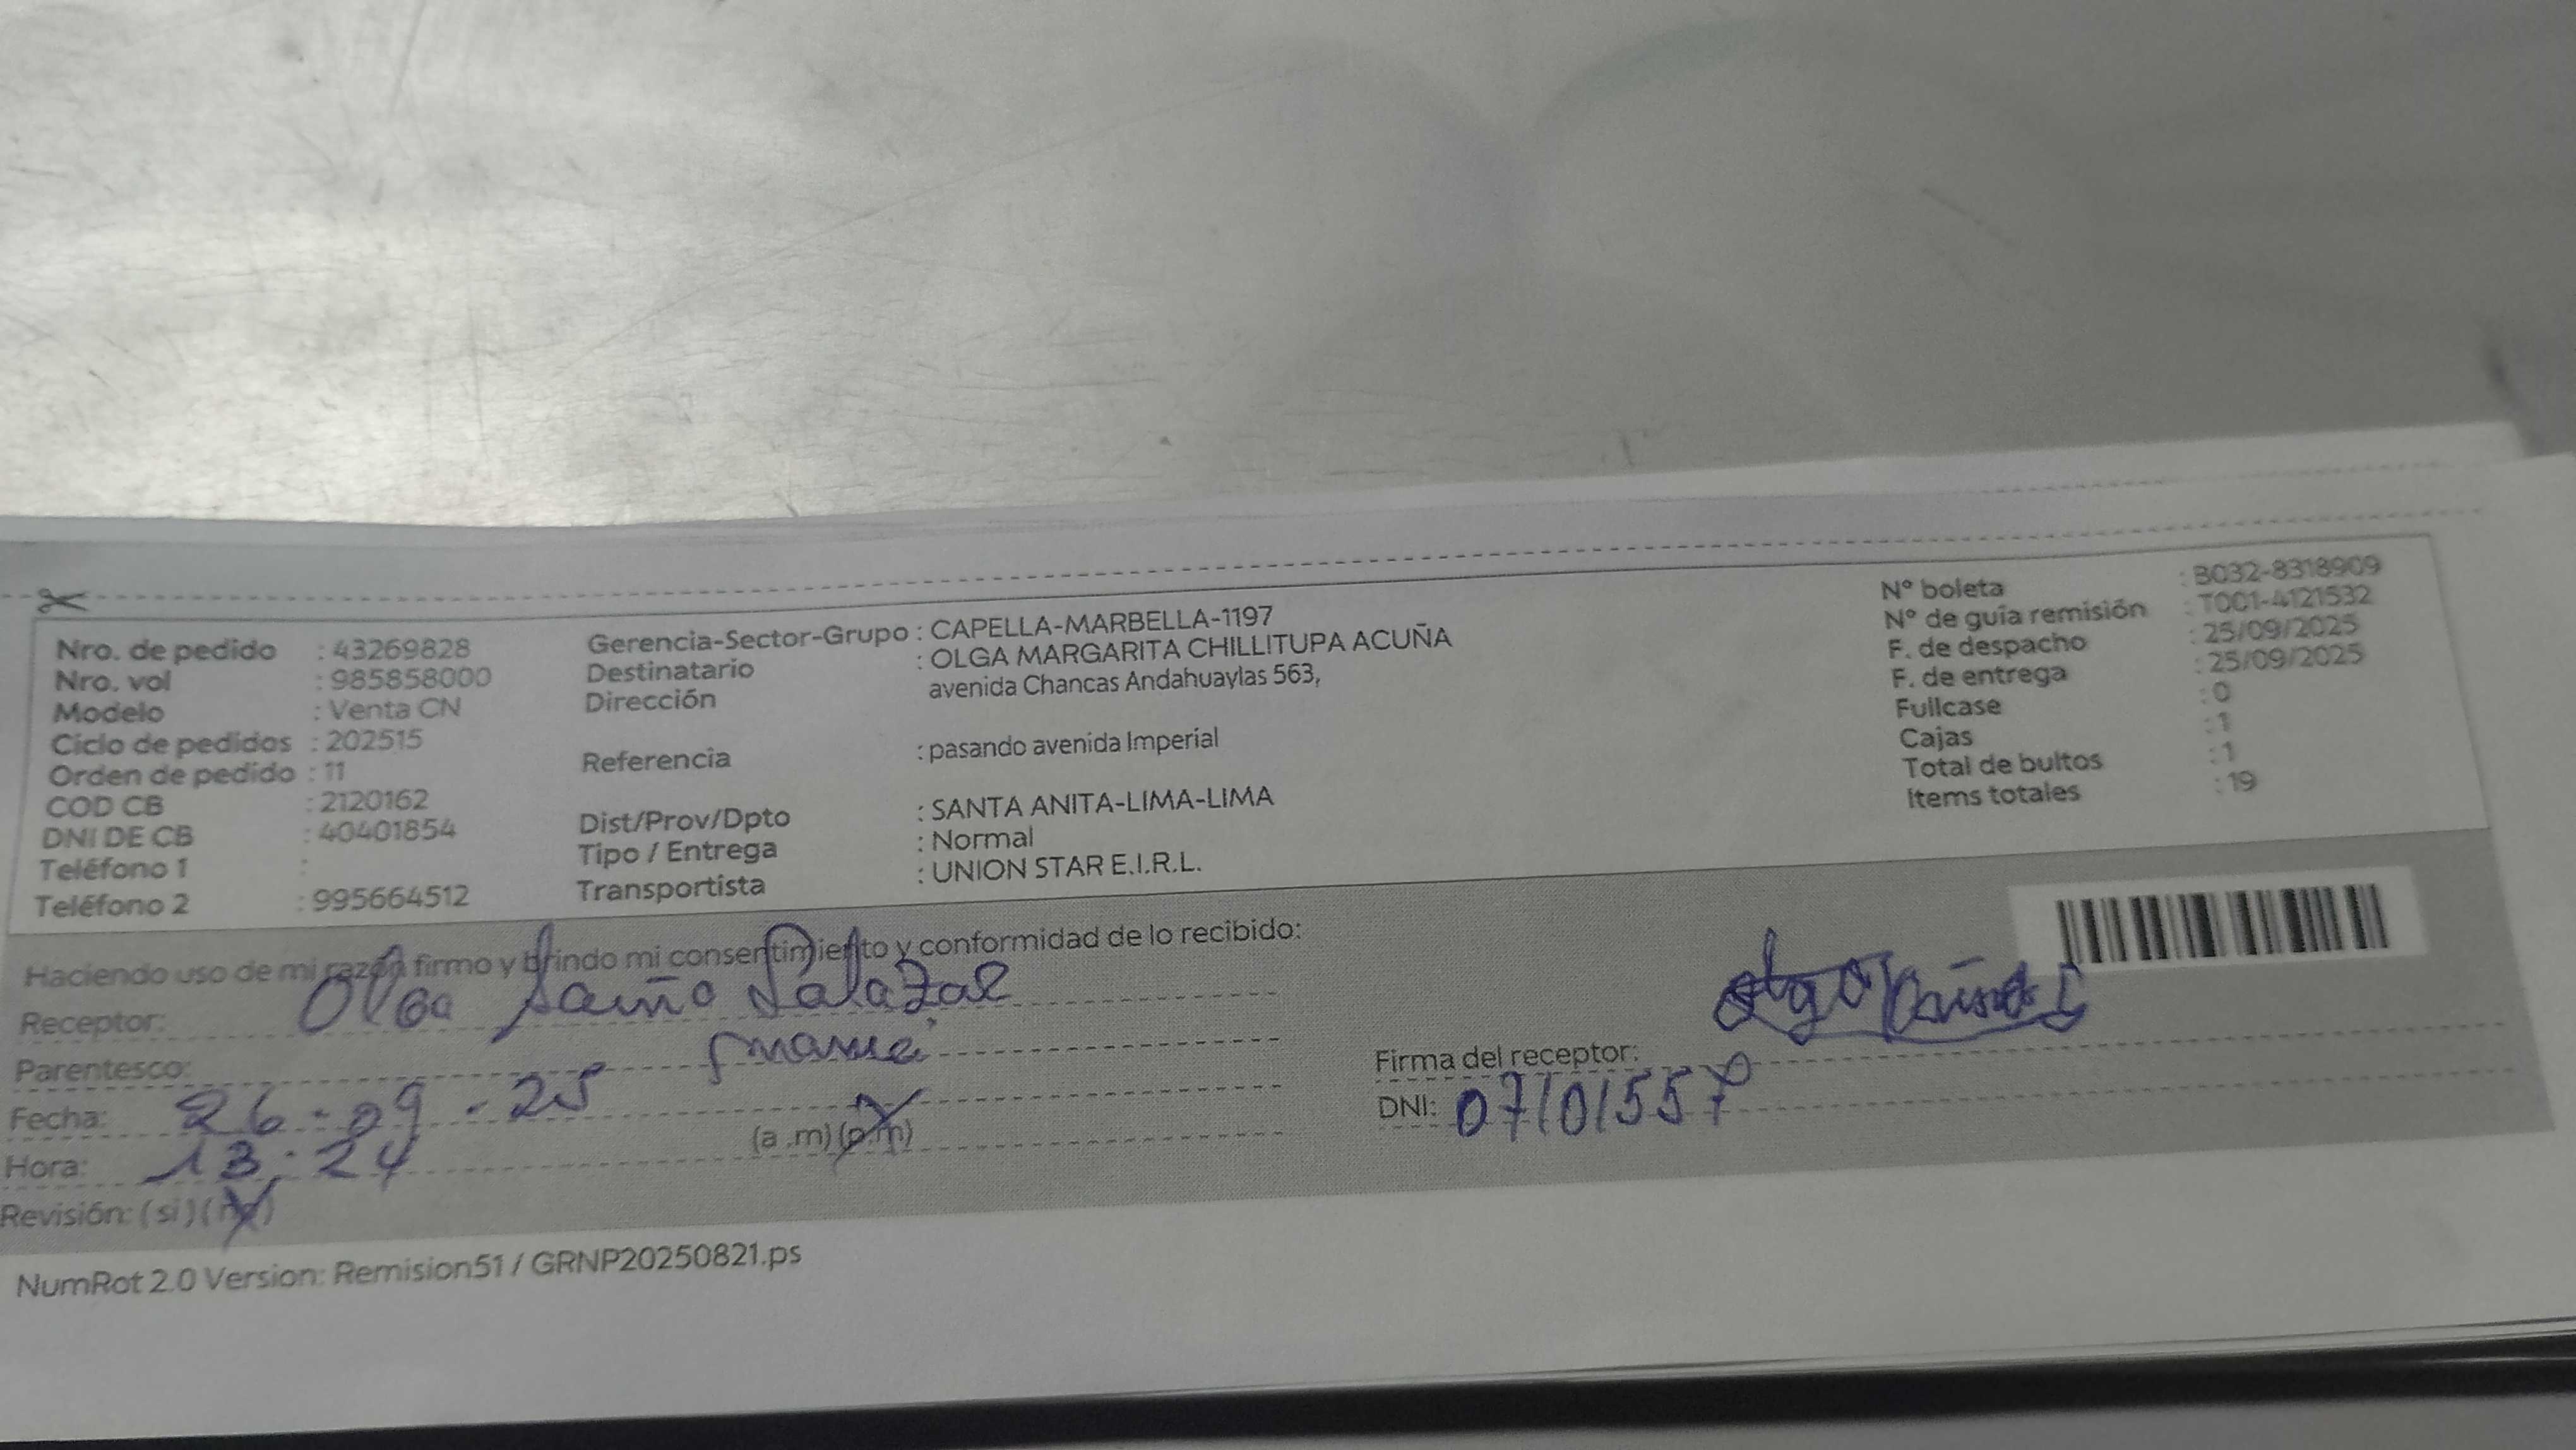 Nro. de pedido : 43269828
Nro. vol : 985858000
Modelo : Venta CN
Ciclo de pedidos : 202515
Orden de pedido : 11
COD CB : 2120162
DNI DE CB : 40401854
Teléfono 1 :
Teléfono 2 : 995664512
Gerencia-Sector-Grupo : CAPELLA-MARBELLA-1197
Destinatario : OLGA MARGARITA CHILLITUPA ACUÑA
Dirección avenida Chancas Andahuaylas 563,
Referencia : pasando avenida Imperial
Dist/Prov/Dpto : SANTA ANITA-LIMA-LIMA
Tipo / Entrega : Normal
Transportista : UNION STAR E.I.R.L.
N° boleta : B032-8318909
N° de guía remisión : T001-4121532
F. de despacho : 25/09/2025
F. de entrega : 25/09/2025
Fullcase : 0
Cajas : 1
Total de bultos : 1
Items totales : 19
Haciendo uso de mi razón firmo y brindo mi consentimiento y conformidad de lo recibido:
Receptor: Olga Salazar
Parentesco: mamá
Fecha: 26-09-25
Hora: 13:24 (a .m) (p.m)
Revisión: (si) (no)
Firma del receptor:
DNI: 07101557
NumRot 2.0 Version: Remision51 / GRNP20250821.ps